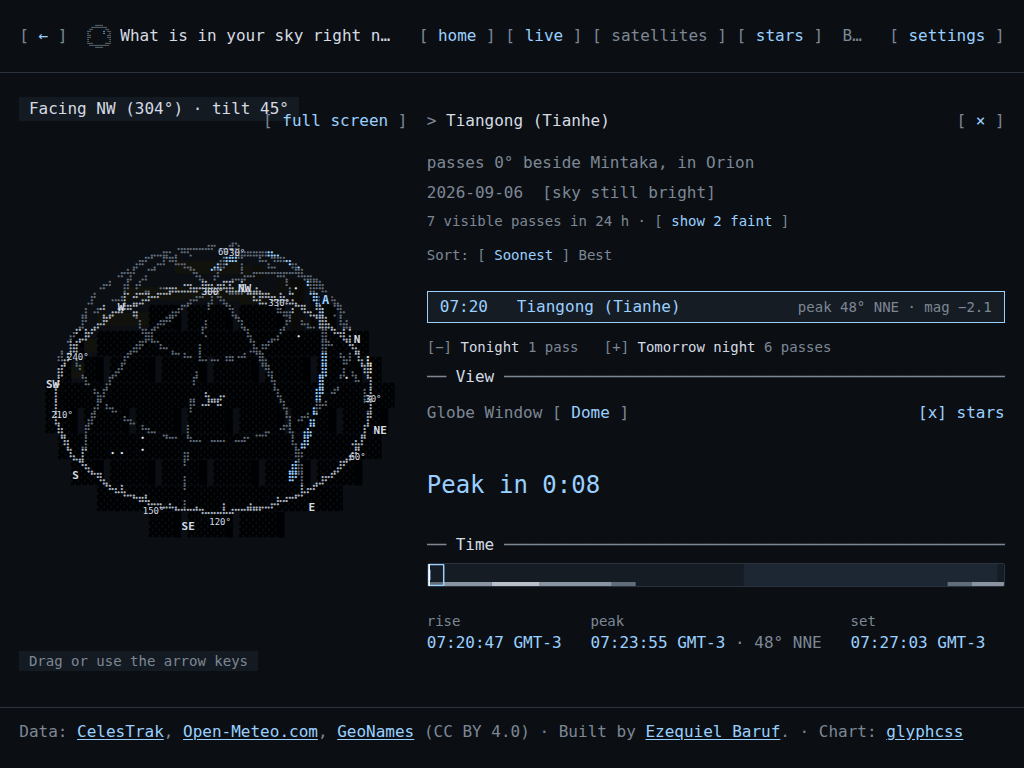 [ ← ] What is in your sky right n… [ home ] [ live ] [ satellites ] [ stars ] B… [ settings ]
Facing NW (304°) · tilt 45°
[ full screen ]
> Tiangong (Tianhe) [ × ]
passes 0° beside Mintaka, in Orion
2026-09-06 [sky still bright]
7 visible passes in 24 h · [ show 2 faint ]
Sort: [ Soonest ] Best
07:20 Tiangong (Tianhe) peak 48° NNE · mag −2.1
[−] Tonight 1 pass [+] Tomorrow night 6 passes
View
Globe Window [ Dome ] [x] stars
Peak in 0:08
Time
rise peak set
07:20:47 GMT-3 07:23:55 GMT-3 · 48° NNE 07:27:03 GMT-3
NW
300°
330°
A
W
N
240°
SW
30°
210°
NE
60°
S
150°
E
SE
120°
Drag or use the arrow keys
Data: CelesTrak, Open-Meteo.com, GeoNames (CC BY 4.0) · Built by Ezequiel Baruf. · Chart: glyphcss